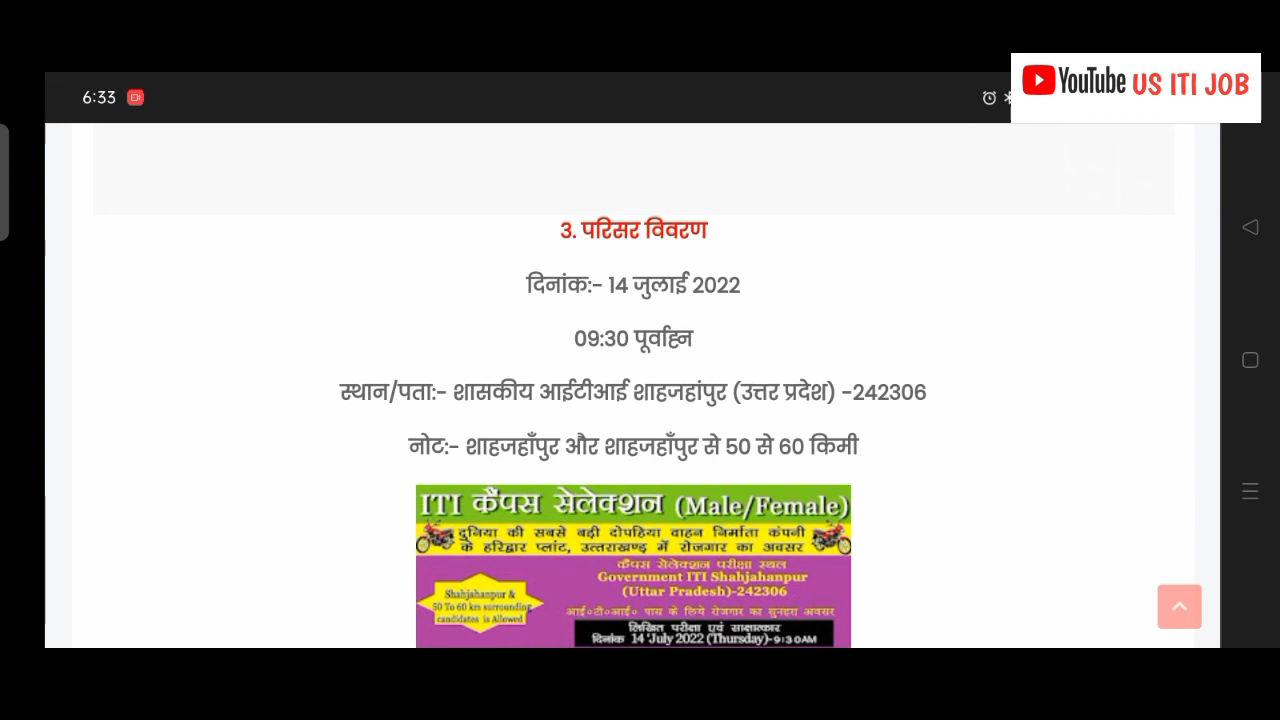 6:33
YouTube US ITI JOB
3. परिसर विवरण
दिनांक:- 14 जुलाई 2022
09:30 पूर्वाह्न
स्थान/पता:- शासकीय आईटीआई शाहजहांपुर (उत्तर प्रदेश) -242306
नोट:- शाहजहाँपुर और शाहजहाँपुर से 50 से 60 किमी
ITI कैंपस सेलेक्शन (Male/Female)
दुनिया की सबसे बड़ी दोपहिया वाहन निर्माता कंपनी
के हरिद्वार प्लांट, उत्तराखण्ड में रोजगार का अवसर
कैंपस सेलेक्शन परीक्षा स्थल
Government ITI Shahjahanpur
(Uttar Pradesh)-242306
Shahjahanpur &
50 To 60 km surrounding
candidates is Allowed
आई०टी०आई० पास के लिये रोजगार का सुनहरा अवसर
लिखित परीक्षा एवं साक्षात्कार
दिनांक 14 July 2022 (Thursday)-9:30AM